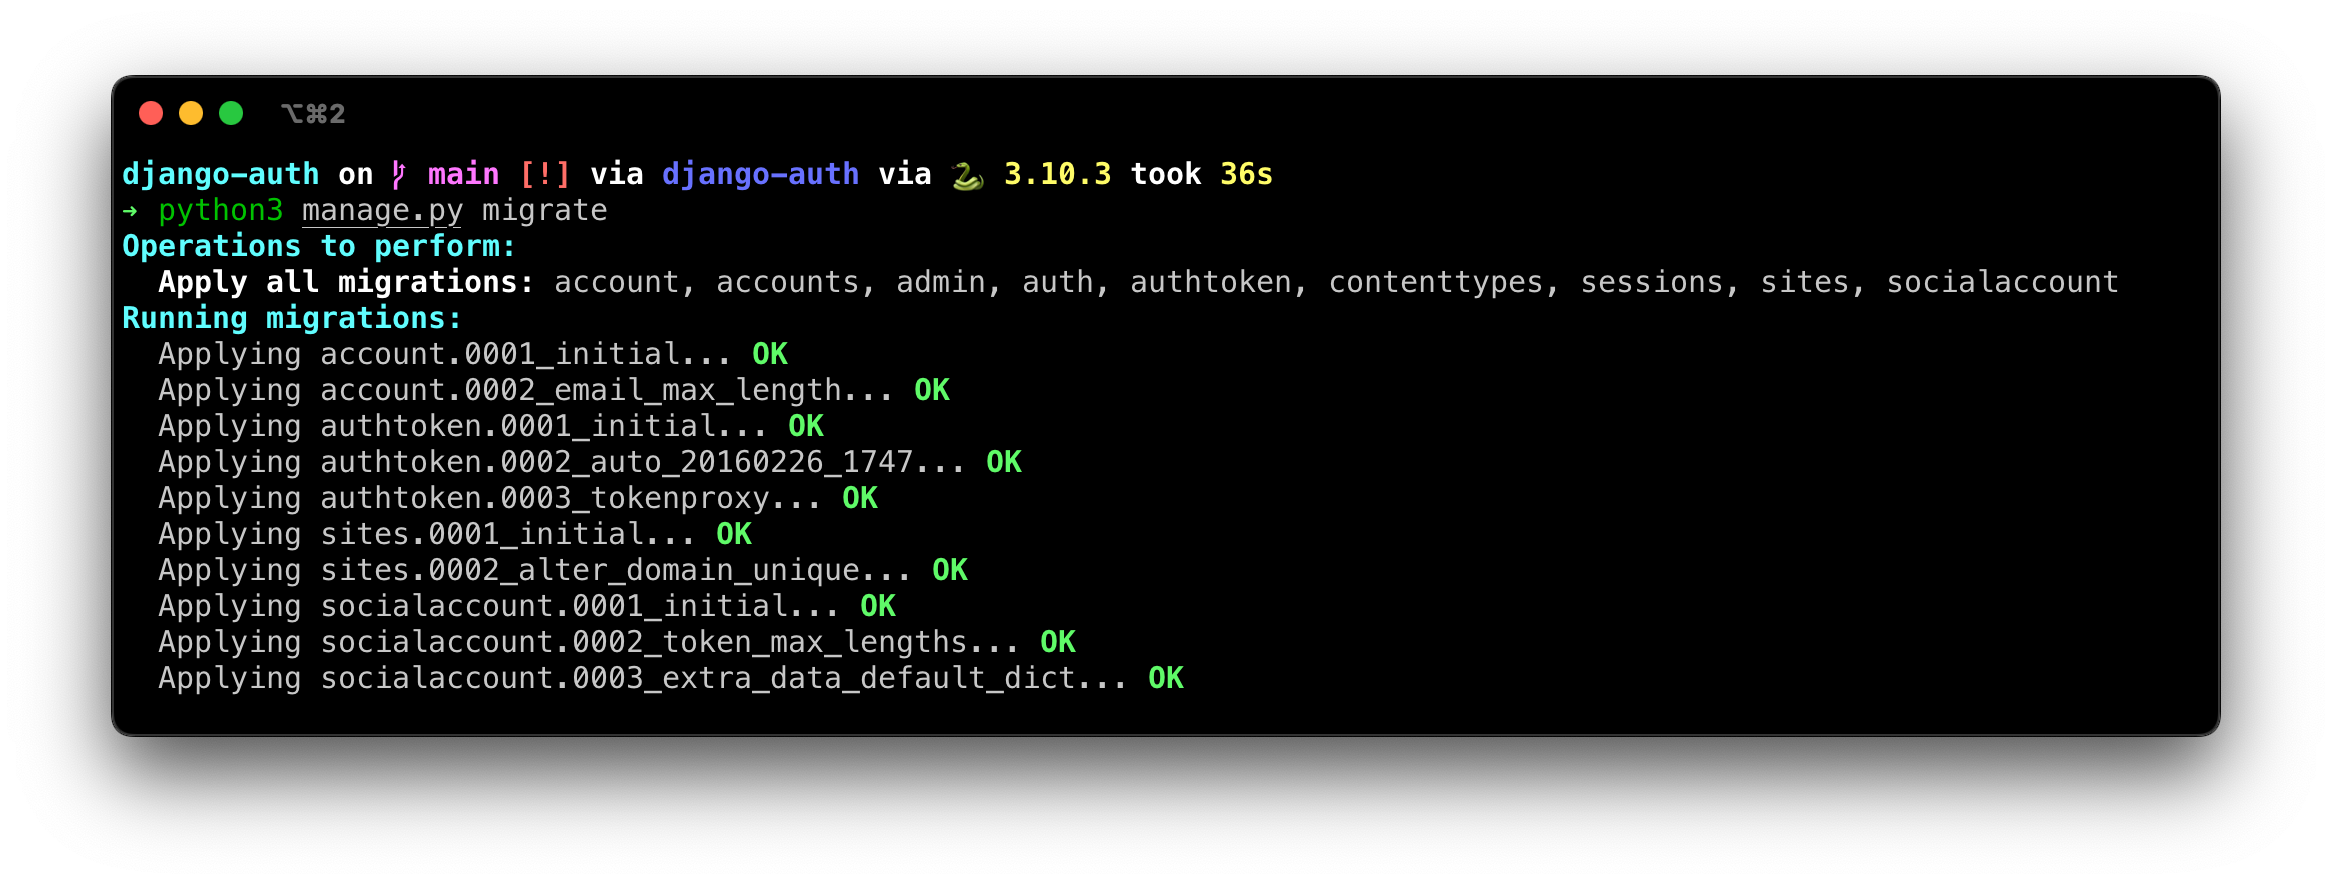 ⌥⌘2
django-auth on main [!] via django-auth via 🐍 3.10.3 took 36s
➜ python3 manage.py migrate
Operations to perform:
  Apply all migrations: account, accounts, admin, auth, authtoken, contenttypes, sessions, sites, socialaccount
Running migrations:
  Applying account.0001_initial... OK
  Applying account.0002_email_max_length... OK
  Applying authtoken.0001_initial... OK
  Applying authtoken.0002_auto_20160226_1747... OK
  Applying authtoken.0003_tokenproxy... OK
  Applying sites.0001_initial... OK
  Applying sites.0002_alter_domain_unique... OK
  Applying socialaccount.0001_initial... OK
  Applying socialaccount.0002_token_max_lengths... OK
  Applying socialaccount.0003_extra_data_default_dict... OK